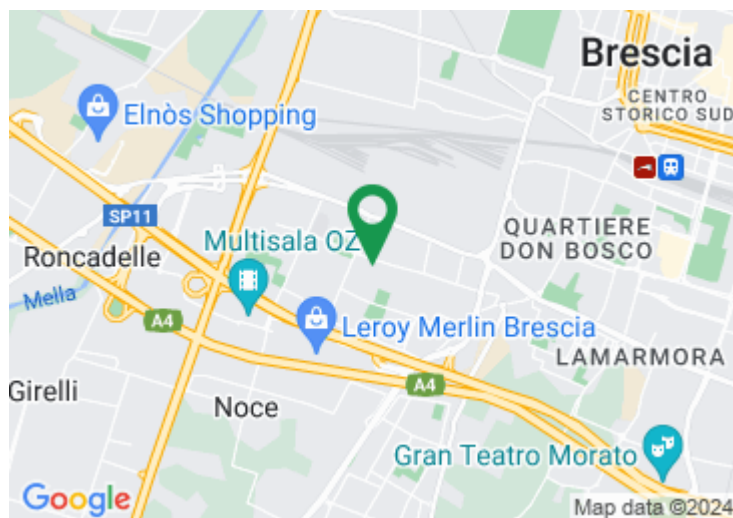 Brescia
CENTRO
STORICO SUD
Elnòs Shopping
SP11
QUARTIERE
DON BOSCO
Roncadelle
Multisala OZ
Mella
A4
Leroy Merlin Brescia
LAMARMORA
A4
Girelli
Noce
Gran Teatro Morato
Google
Map data ©2024